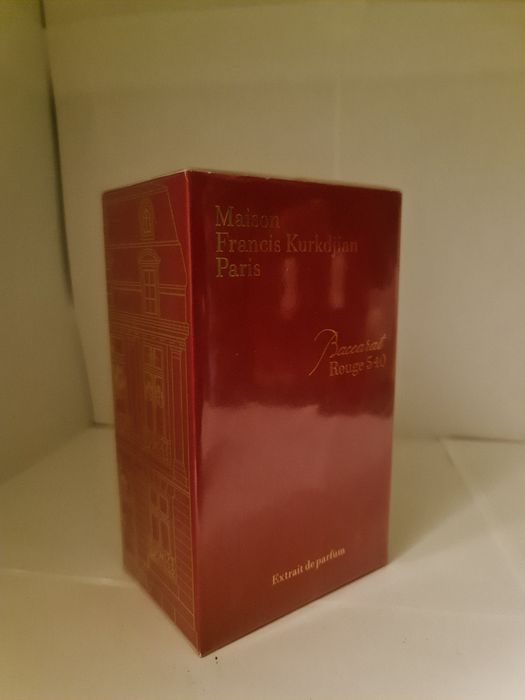 Maison
Francis Kurkdjian
Paris
Baccarat
Rouge 540
Extrait de parfum